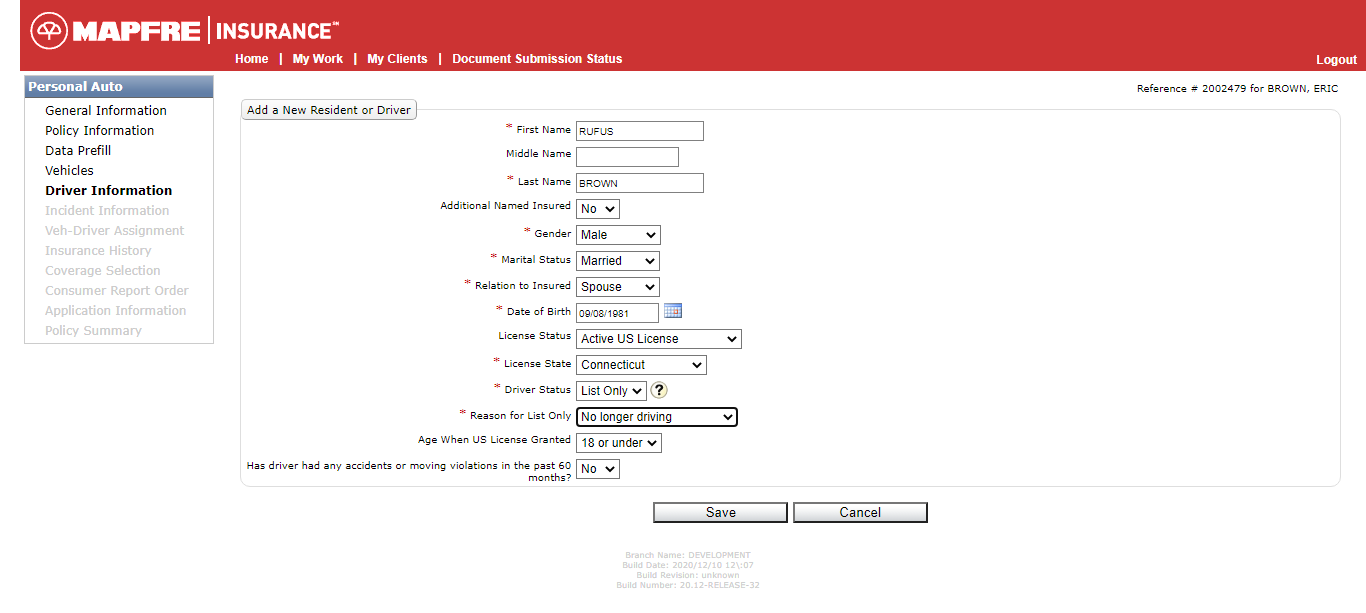 MAPFRE | INSURANCE℠
Home | My Work | My Clients | Document Submission Status
Logout
Personal Auto
General Information
Policy Information
Data Prefill
Vehicles
Driver Information
Incident Information
Veh-Driver Assignment
Insurance History
Coverage Selection
Consumer Report Order
Application Information
Policy Summary
Reference # 2002479 for BROWN, ERIC
Add a New Resident or Driver
* First Name RUFUS
Middle Name
* Last Name BROWN
Additional Named Insured No
* Gender Male
* Marital Status Married
* Relation to Insured Spouse
* Date of Birth 09/08/1981
License Status Active US License
* License State Connecticut
* Driver Status List Only ?
* Reason for List Only No longer driving
Age When US License Granted 18 or under
Has driver had any accidents or moving violations in the past 60
months? No
Save Cancel
Branch Name: DEVELOPMENT
Build Date: 2020/12/10 12\:07
Build Revision: unknown
Build Number: 20.12-RELEASE-32